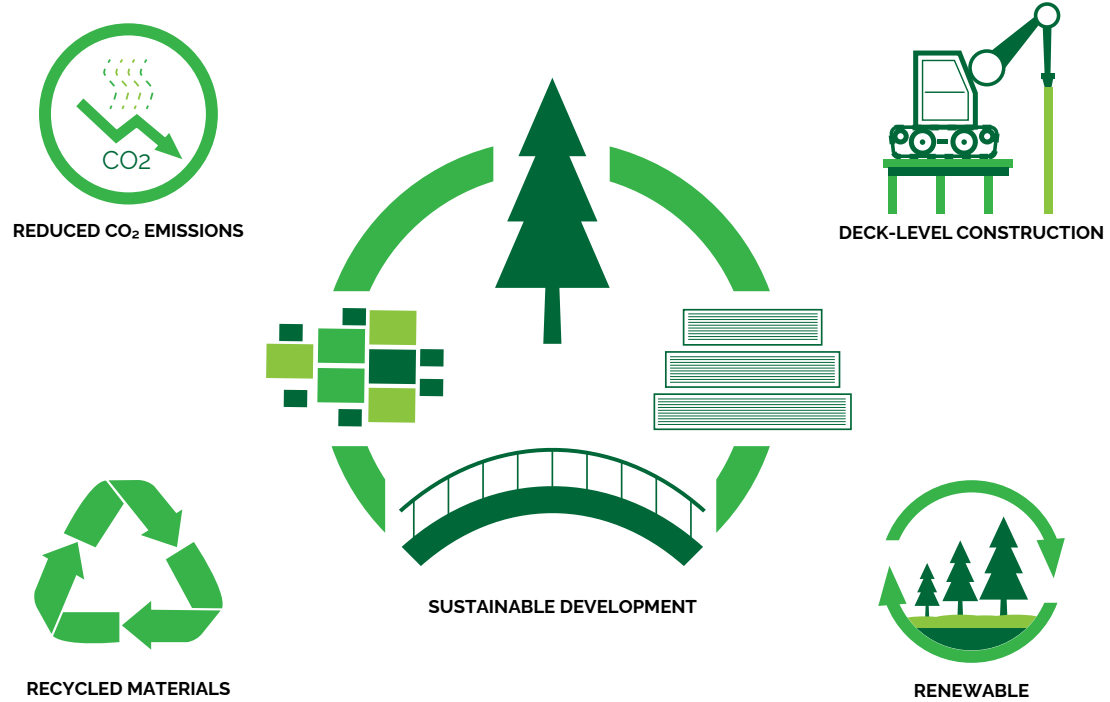 CO2
REDUCED CO₂ EMISSIONS
DECK-LEVEL CONSTRUCTION
SUSTAINABLE DEVELOPMENT
RECYCLED MATERIALS
RENEWABLE